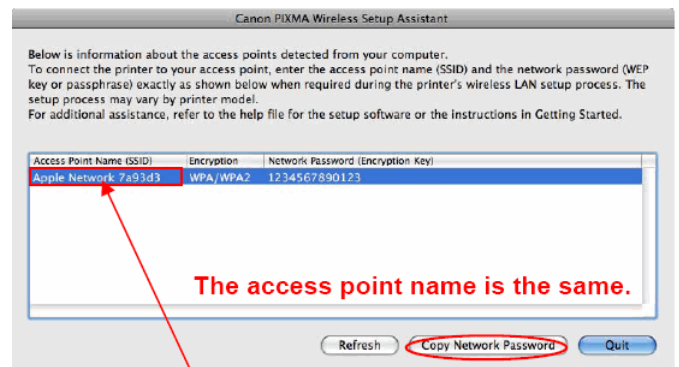 Canon PIXMA Wireless Setup Assistant
Below is information about the access points detected from your computer.
To connect the printer to your access point, enter the access point name (SSID) and the network password (WEP
key or passphrase) exactly as shown below when required during the printer's wireless LAN setup process. The
setup process may vary by printer model.
For additional assistance, refer to the help file for the setup software or the instructions in Getting Started.
Access Point Name (SSID) Encryption Network Password (Encryption Key)
Apple Network 7a93d3 WPA/WPA2 1234567890123
The access point name is the same.
Refresh Copy Network Password Quit